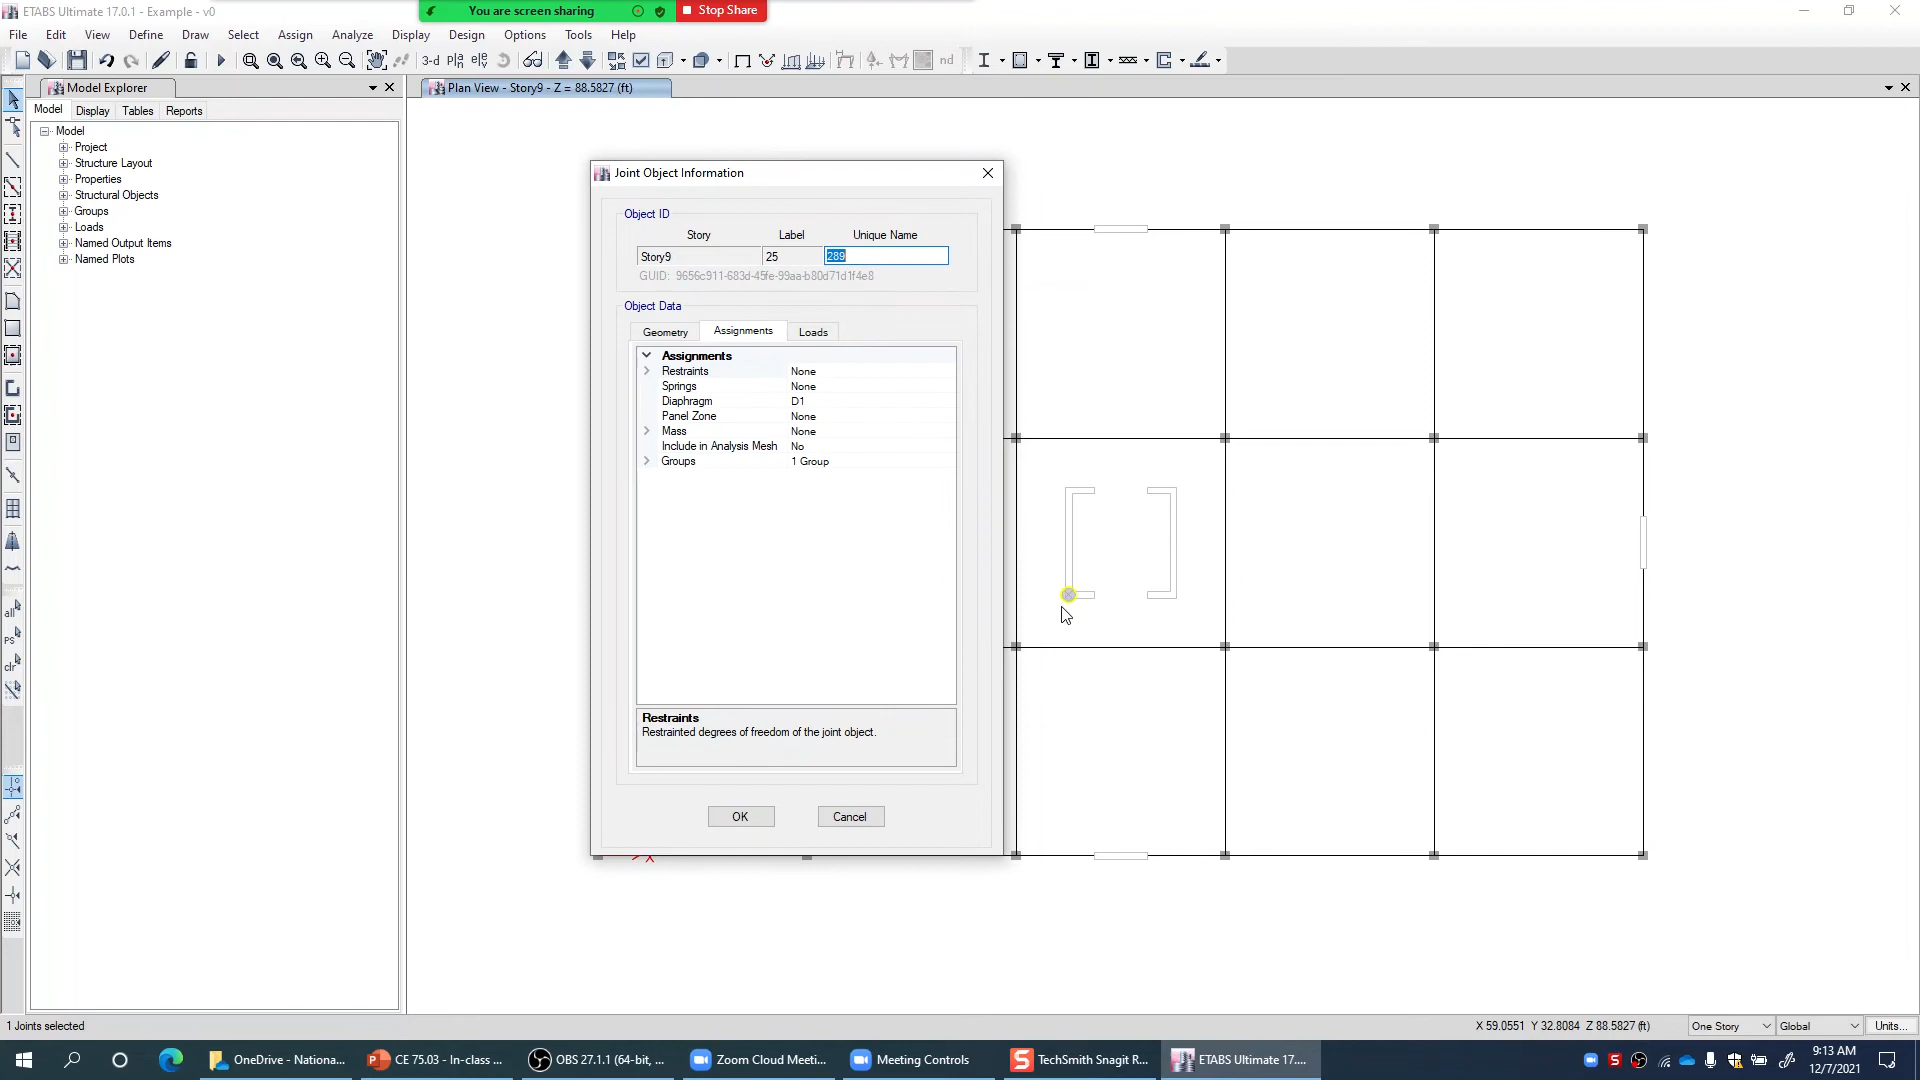 ETABS Ultimate 17.0.1 - Example - v0
You are screen sharing
Stop Share
File Edit View Define Draw Select Assign Analyze Display Design Options Tools Help
3-d Pla ele nd
Model Explorer
Plan View - Story9 - Z = 88.5827 (ft)
Model Display Tables Reports
Model
Project
Structure Layout
Properties
Structural Objects
Groups
Loads
Named Output Items
Named Plots
all
PS
clr
Joint Object Information
Object ID
Story Label Unique Name
Story9 25 289
GUID: 9656c911-683d-45fe-99aa-b80d71d1f4e8
Object Data
Geometry Assignments Loads
Assignments
Restraints None
Springs None
Diaphragm D1
Panel Zone None
Mass None
Include in Analysis Mesh No
Groups 1 Group
Restraints
Restrainted degrees of freedom of the joint object.
OK Cancel
X
1 Joints selected
X 59.0551 Y 32.8084 Z 88.5827 (ft)
One Story
Global
Units...
OneDrive - Nationa...
CE 75.03 - In-class ...
OBS 27.1.1 (64-bit, ...
Zoom Cloud Meeti...
Meeting Controls
TechSmith Snagit R...
ETABS Ultimate 17....
9:13 AM
12/7/2021